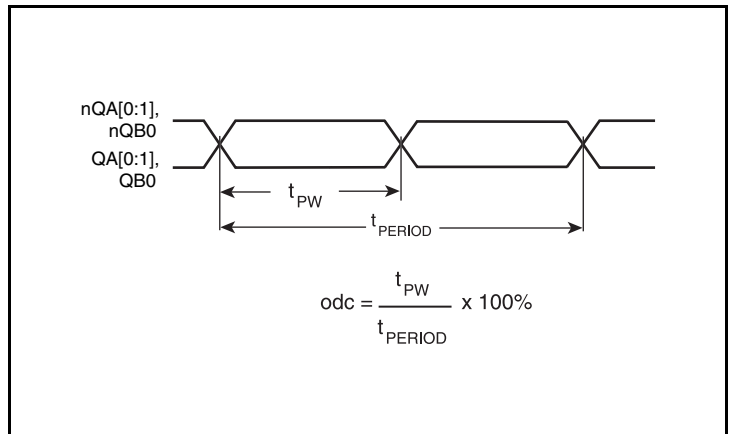 nQA[0:1],
nQB0
QA[0:1],
QB0
tPW
tPERIOD
odc = tPW / tPERIOD x 100%